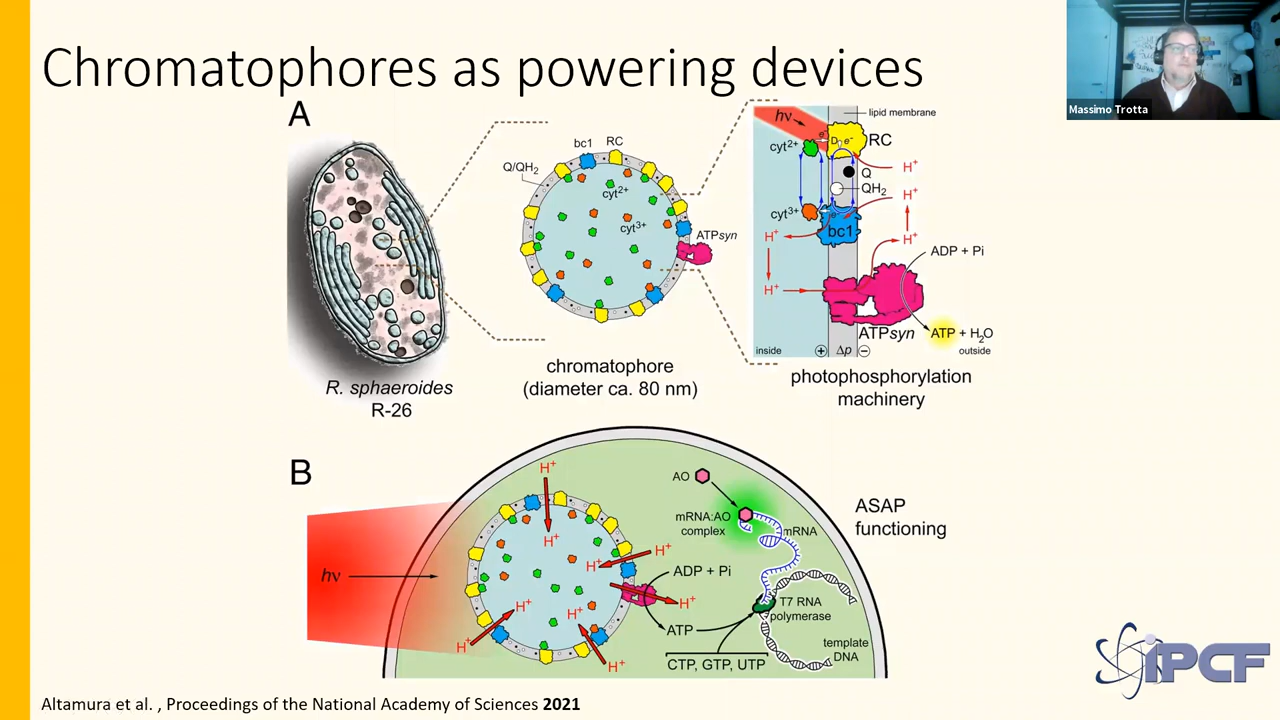 Chromatophores as powering devices
Massimo Trotta
A
bc1
RC
Q/QH2
cyt2+
cyt3+
ATPsyn
R. sphaeroides
R-26
chromatophore
(diameter ca. 80 nm)
hν
lipid membrane
e-
D
e-
RC
cyt2+
H+
Q
QH2
H+
cyt3+
e-
bc1
H+
H+
ADP + Pi
H+
ATPsyn
ATP + H2O
inside
+
Δp
−
outside
photophosphorylation
machinery
B
H+
AO
ASAP
functioning
mRNA:AO
complex
mRNA
H+
H+
H+
hν
ADP + Pi
H+
H+
H+
T7 RNA
polymerase
ATP
template
DNA
H+
H+
CTP, GTP, UTP
iPCF
Altamura et al. , Proceedings of the National Academy of Sciences 2021